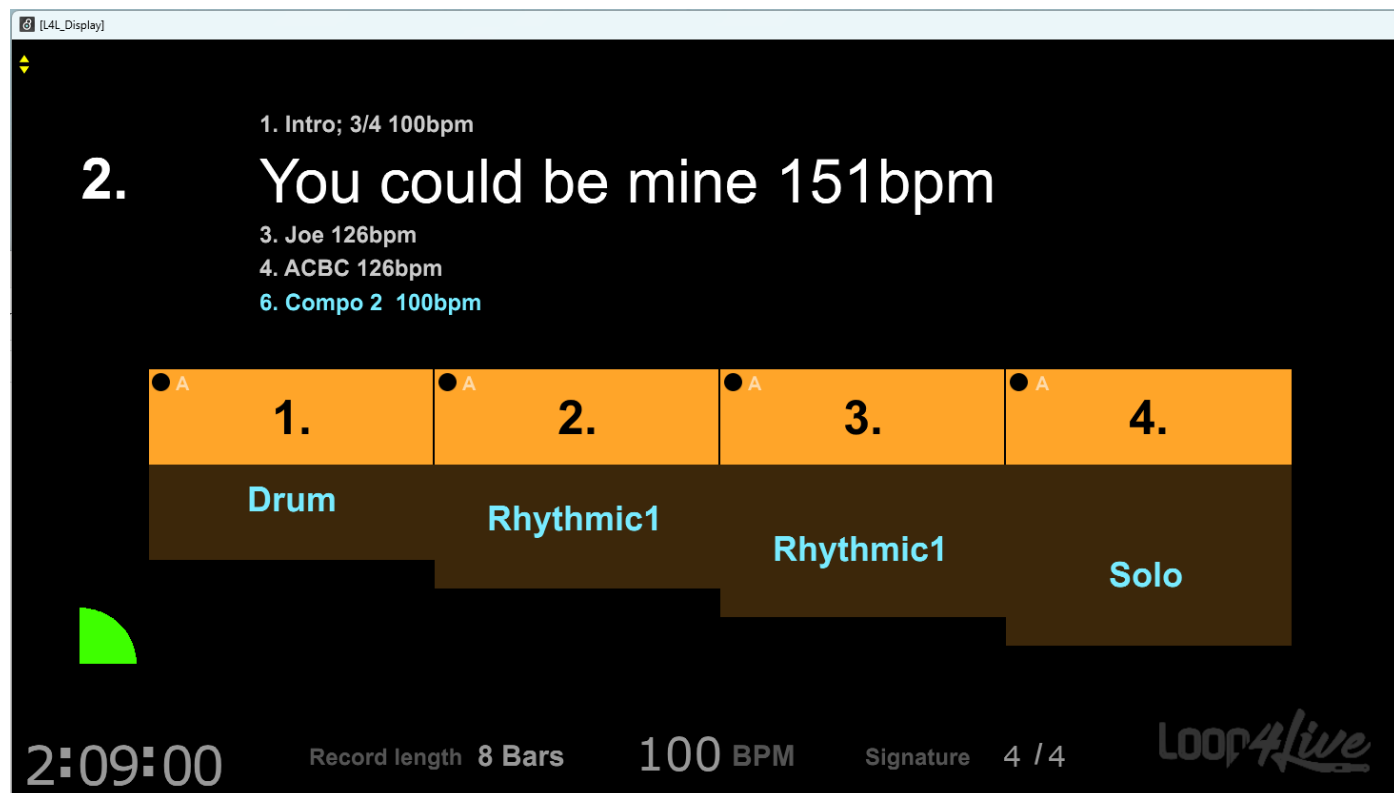 [L4L_Display]
1. Intro; 3/4 100bpm
2. You could be mine 151bpm
3. Joe 126bpm
4. ACBC 126bpm
6. Compo 2  100bpm
A A A A
1. 2. 3. 4.
Drum Rhythmic1 Rhythmic1 Solo
2:09:00 Record length 8 Bars 100 BPM Signature 4 / 4 Loop4Live